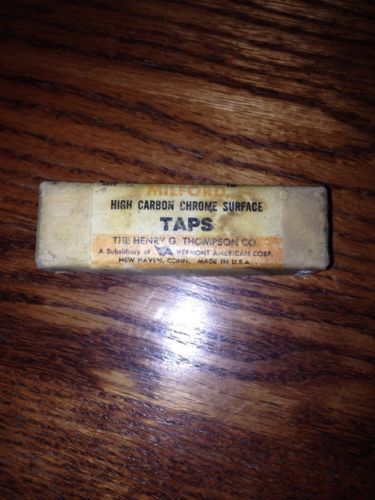 MILFORD
HIGH CARBON CHROME SURFACE
TAPS
THE HENRY G. THOMPSON CO.
A Subsidiary of VA VERMONT AMERICAN CORP.
NEW HAVEN, CONN. MADE IN U.S.A.